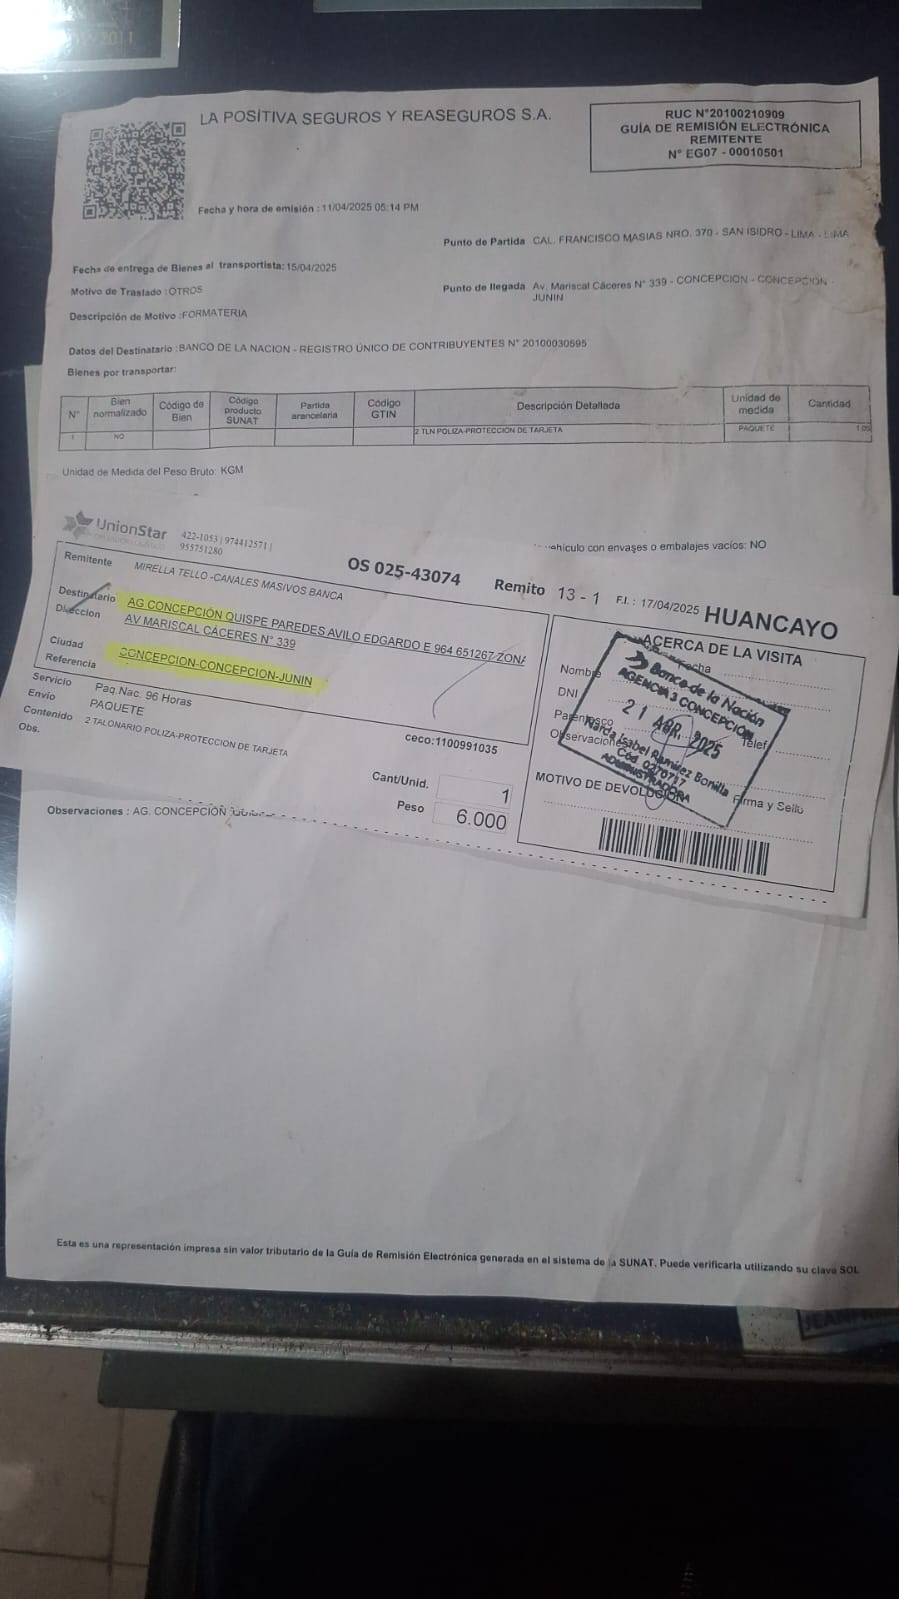 2011
LA POSITIVA SEGUROS Y REASEGUROS S.A.
RUC N°20100210909
GUÍA DE REMISIÓN ELECTRÓNICA
REMITENTE
N° EG07 - 00010501
Fecha y hora de emisión : 11/04/2025 05:14 PM
Punto de Partida CAL. FRANCISCO MASIAS NRO. 370 - SAN ISIDRO - LIMA - LIMA
Fecha de entrega de Bienes al transportista: 15/04/2025
Motivo de Traslado : OTROS
Punto de llegada Av. Mariscal Cáceres N° 339 - CONCEPCION - CONCEPCION -
JUNIN
Descripción de Motivo : FORMATERIA
Datos del Destinatario : BANCO DE LA NACION - REGISTRO ÚNICO DE CONTRIBUYENTES N° 20100030595
Bienes por transportar:
N° Bien normalizado Código de Bien Código producto SUNAT Partida arancelaria Código GTIN Descripción Detallada Unidad de medida Cantidad
1 NO 2 TLN POLIZA-PROTECCION DE TARJETA PAQUETE
Unidad de Medida del Peso Bruto: KGM
vehículo con envases o embalajes vacíos: NO
UnionStar
422-1053 | 974412571 |
955751280
OS 025-43074 Remito 13 - 1 F.I. : 17/04/2025 HUANCAYO
Remitente MIRELLA TELLO -CANALES MASIVOS BANCA
Destinatario AG CONCEPCIÓN QUISPE PAREDES AVILO EDGARDO E 964 651267 ZONA
Direccion AV MARISCAL CÁCERES N° 339
Ciudad CONCEPCION-CONCEPCION-JUNIN
Referencia
Servicio Paq.Nac. 96 Horas
Envío PAQUETE
Contenido 2 TALONARIO POLIZA-PROTECCION DE TARJETA
Obs.
ceco:1100991035
Cant/Unid. 1
Peso 6.000
ACERCA DE LA VISITA
Fecha
Nombre
DNI
Parentesco Telef
Observaciones
Firma y Sello
MOTIVO DE DEVOLUCIÓN
Banco de la Nación
AGENCIA 3 CONCEPCIÓN
21 ABR. 2025
Isabel Ramírez Bonilla
Cód. 0270717
ADMINISTRADORA
Observaciones : AG. CONCEPCIÓN
Esta es una representación impresa sin valor tributario de la Guía de Remisión Electrónica generada en el sistema de la SUNAT. Puede verificarla utilizando su clave SOL